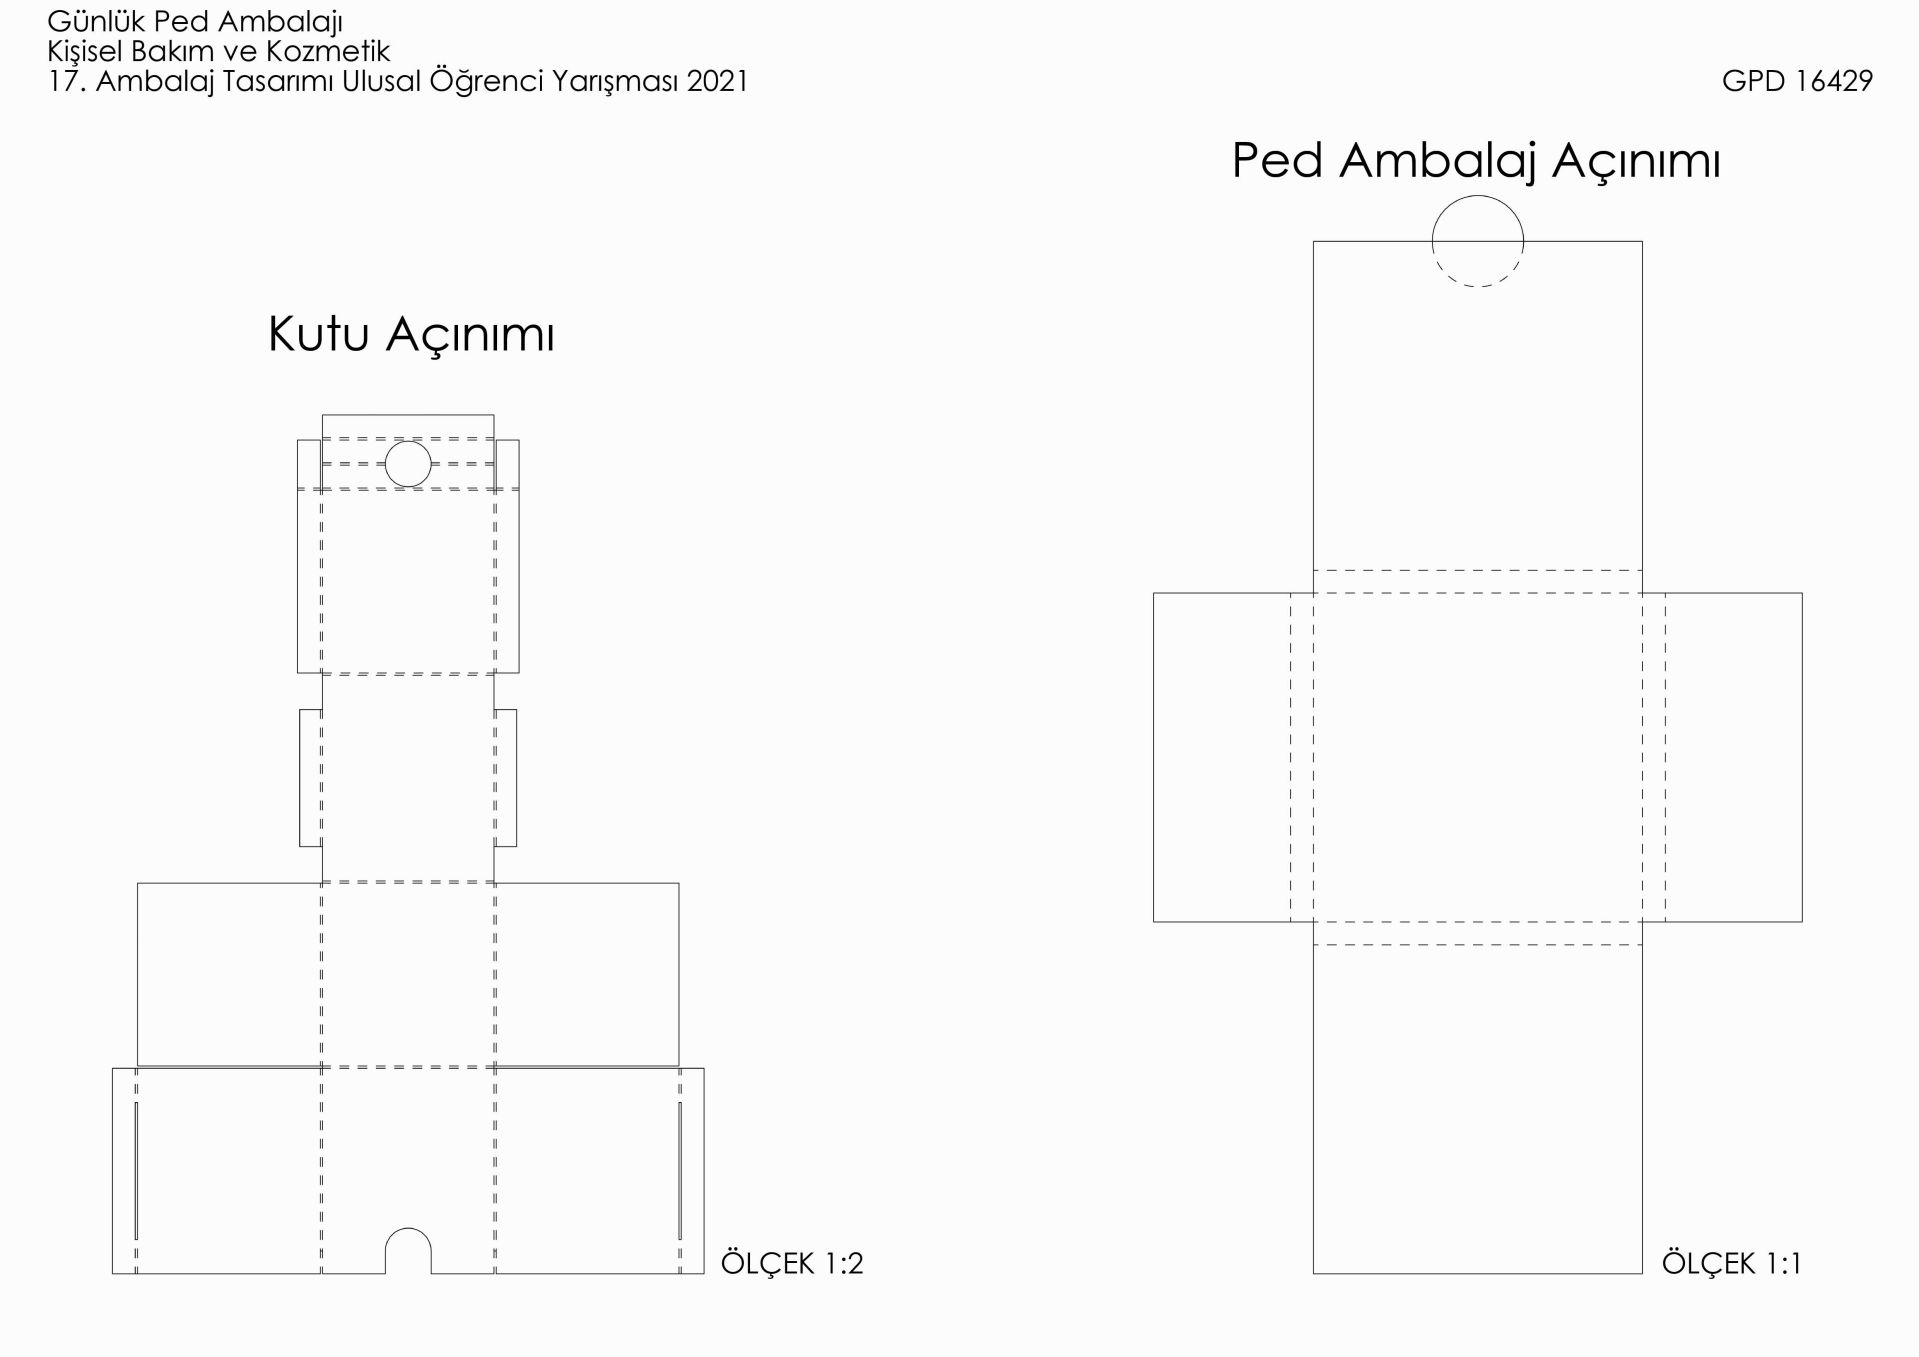 Günlük Ped Ambalajı
Kişisel Bakım ve Kozmetik
17. Ambalaj Tasarımı Ulusal Öğrenci Yarışması 2021
GPD 16429
Ped Ambalaj Açınımı
Kutu Açınımı
ÖLÇEK 1:2
ÖLÇEK 1:1